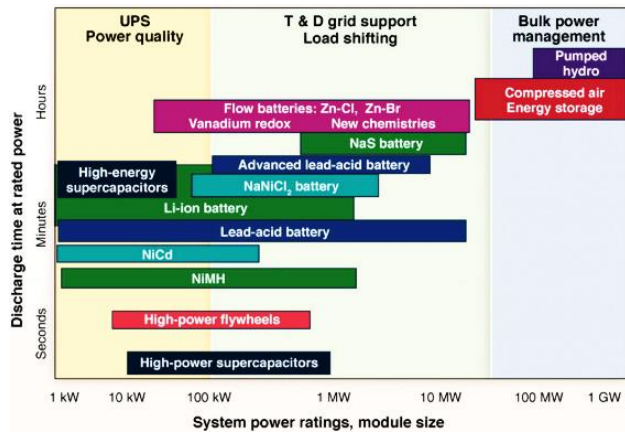 UPS
Power quality
T & D grid support
Load shifting
Bulk power
management
Pumped
hydro
Compressed air
Energy storage
Flow batteries: Zn-Cl, Zn-Br
Vanadium redox New chemistries
NaS battery
High-energy
supercapacitors
Advanced lead-acid battery
NaNiCl₂ battery
Li-ion battery
Lead-acid battery
NiCd
NiMH
High-power flywheels
High-power supercapacitors
Discharge time at rated power
Hours
Minutes
Seconds
1 kW 10 kW 100 kW 1 MW 10 MW 100 MW 1 GW
System power ratings, module size